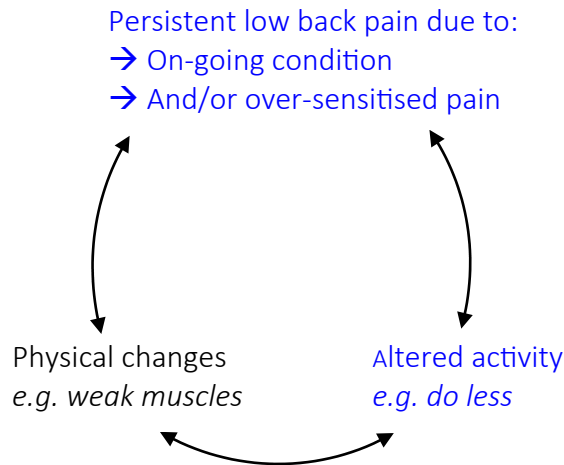 Persistent low back pain due to:
→ On-going condition
→ And/or over-sensitised pain
Physical changes
e.g. weak muscles
Altered activity
e.g. do less